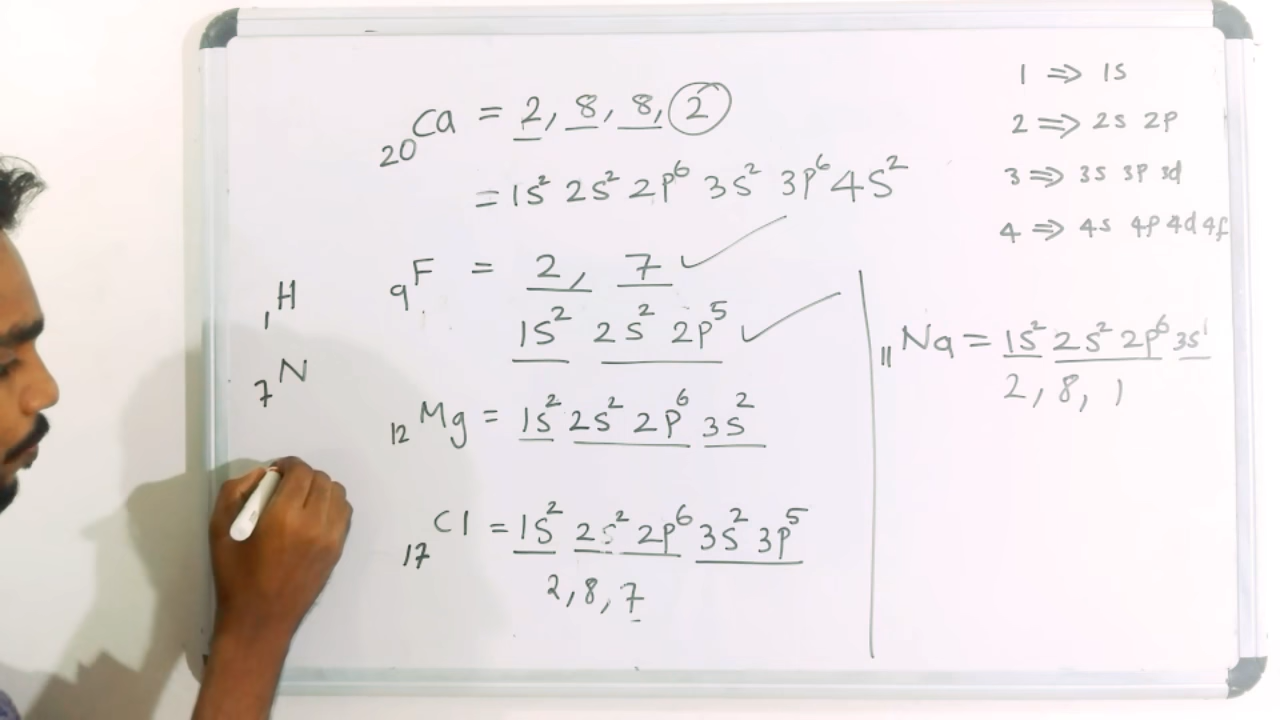 ₂₀Ca = 2, 8, 8, 2
= 1s² 2s² 2p⁶ 3s² 3p⁶ 4s²
₉F = 2, 7
1s² 2s² 2p⁵
₁H
₇N
₁₂Mg = 1s² 2s² 2p⁶ 3s²
₁₇Cl = 1s² 2s² 2p⁶ 3s² 3p⁵
2, 8, 7
1 ⇒ 1s
2 ⇒ 2s 2p
3 ⇒ 3s 3p 3d
4 ⇒ 4s 4p 4d 4f
₁₁Na = 1s² 2s² 2p⁶ 3s¹
2, 8, 1